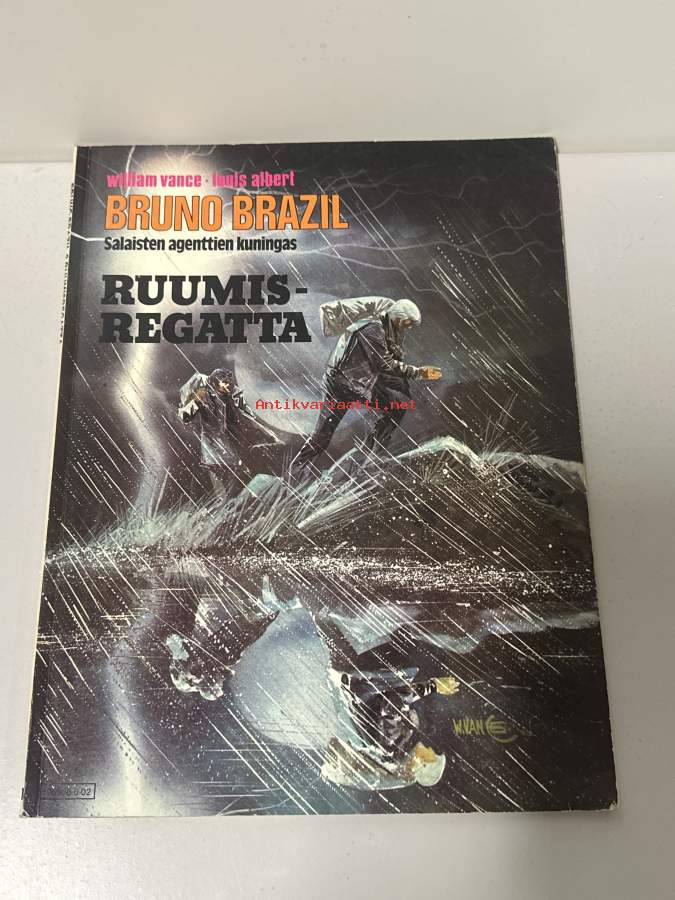 william vance · louis albert
BRUNO BRAZIL
Salaisten agenttien kuningas
RUUMIS-
REGATTA
Antikvariaatti.net
W.VANCE